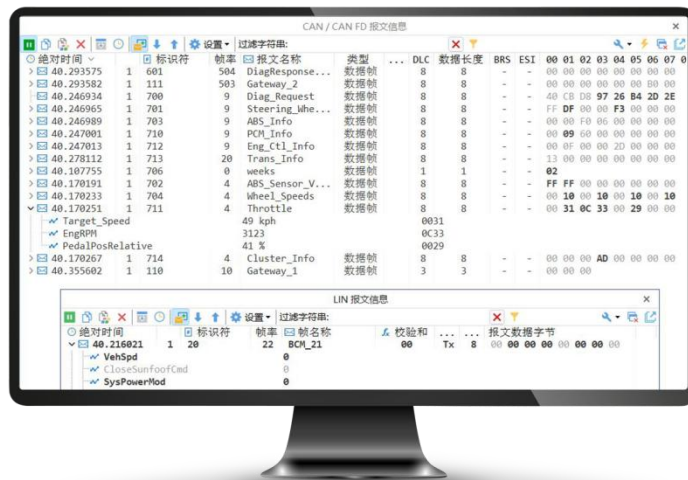 CAN / CAN FD 报文信息
设置 过滤字符串:
绝对时间 标识符 帧率 报文名称 类型 ... DLC 数据长度 BRS ESI 00 01 02 03 04 05 06 07 0
40.293575 1 601 504 DiagResponse... 数据帧 8 8 - - 00 00 00 00 00 00 00 00
40.293582 1 111 503 Gateway_2 数据帧 8 8 - - 00 00 00 00 00 00 B0 00
40.246934 1 700 9 Diag_Request 数据帧 8 8 - - 40 CB D8 97 26 B4 2D 2E
40.246965 1 701 9 Steering_Whe... 数据帧 8 8 - - FF DF 00 00 F3 00 00 00
40.246989 1 703 9 ABS_Info 数据帧 8 8 - - 00 00 F0 06 00 00 00 00
40.247001 1 710 9 PCM_Info 数据帧 8 8 - - 00 09 60 00 00 00 00 00
40.247013 1 712 9 Eng_Ctl_Info 数据帧 8 8 - - 00 0F 00 00 2D 00 00 00
40.278112 1 713 20 Trans_Info 数据帧 8 8 - - 13 00 00 00 00 00 00 00
40.107755 1 706 0 weeks 数据帧 1 1 - - 02
40.170191 1 702 4 ABS_Sensor_V... 数据帧 8 8 - - FF FF 00 00 00 00 00 00
40.170233 1 704 4 Wheel_Speeds 数据帧 8 8 - - 00 10 00 10 00 10 00 10
40.170251 1 711 4 Throttle 数据帧 8 8 - - 00 31 0C 33 00 29 00 00
Target_Speed 49 kph 0031
EngRPM 3123 0C33
PedalPosRelative 41 % 0029
40.170267 1 714 4 Cluster_Info 数据帧 8 8 - - 00 00 00 AD 00 00 00 00
40.355602 1 110 10 Gateway_1 数据帧 3 3 - - 00 00 00
LIN 报文信息
设置 过滤字符串:
绝对时间 标识符 帧率 帧名称 校验和 ... ... 报文数据字节
40.216021 1 20 22 BCM_21 00 Tx 8 00 00 00 00 00 00 00 00
VehSpd 0
CloseSunfoofCmd 0
SysPowerMod 0